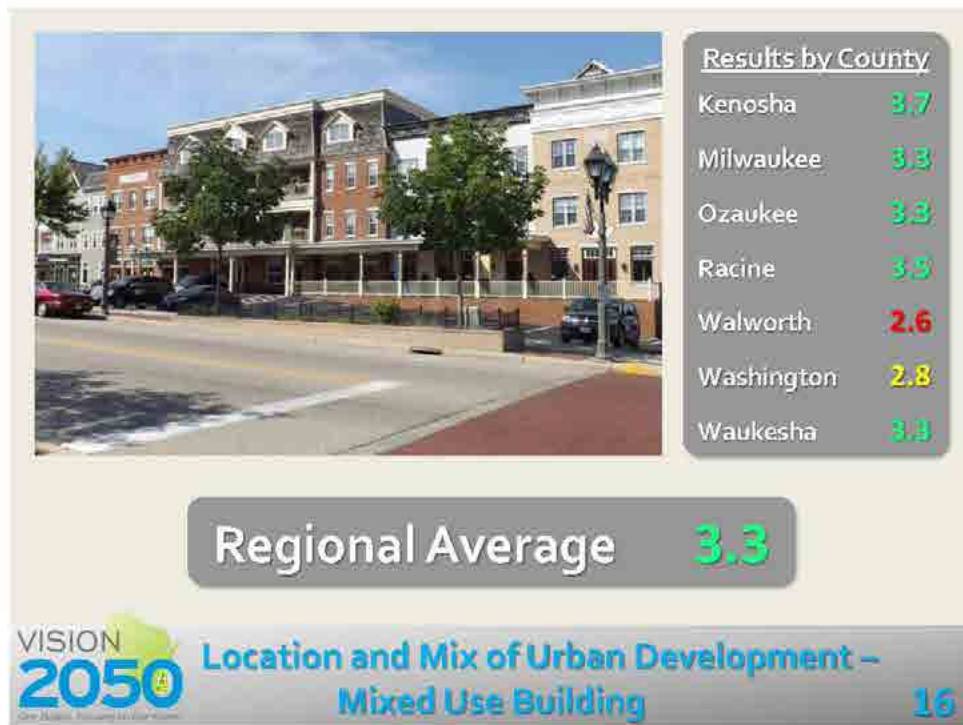 Results by County
Kenosha 3.7
Milwaukee 3.3
Ozaukee 3.3
Racine 3.5
Walworth 2.6
Washington 2.8
Waukesha 3.3
Regional Average 3.3
VISION
2050
Location and Mix of Urban Development –
Mixed Use Building 16